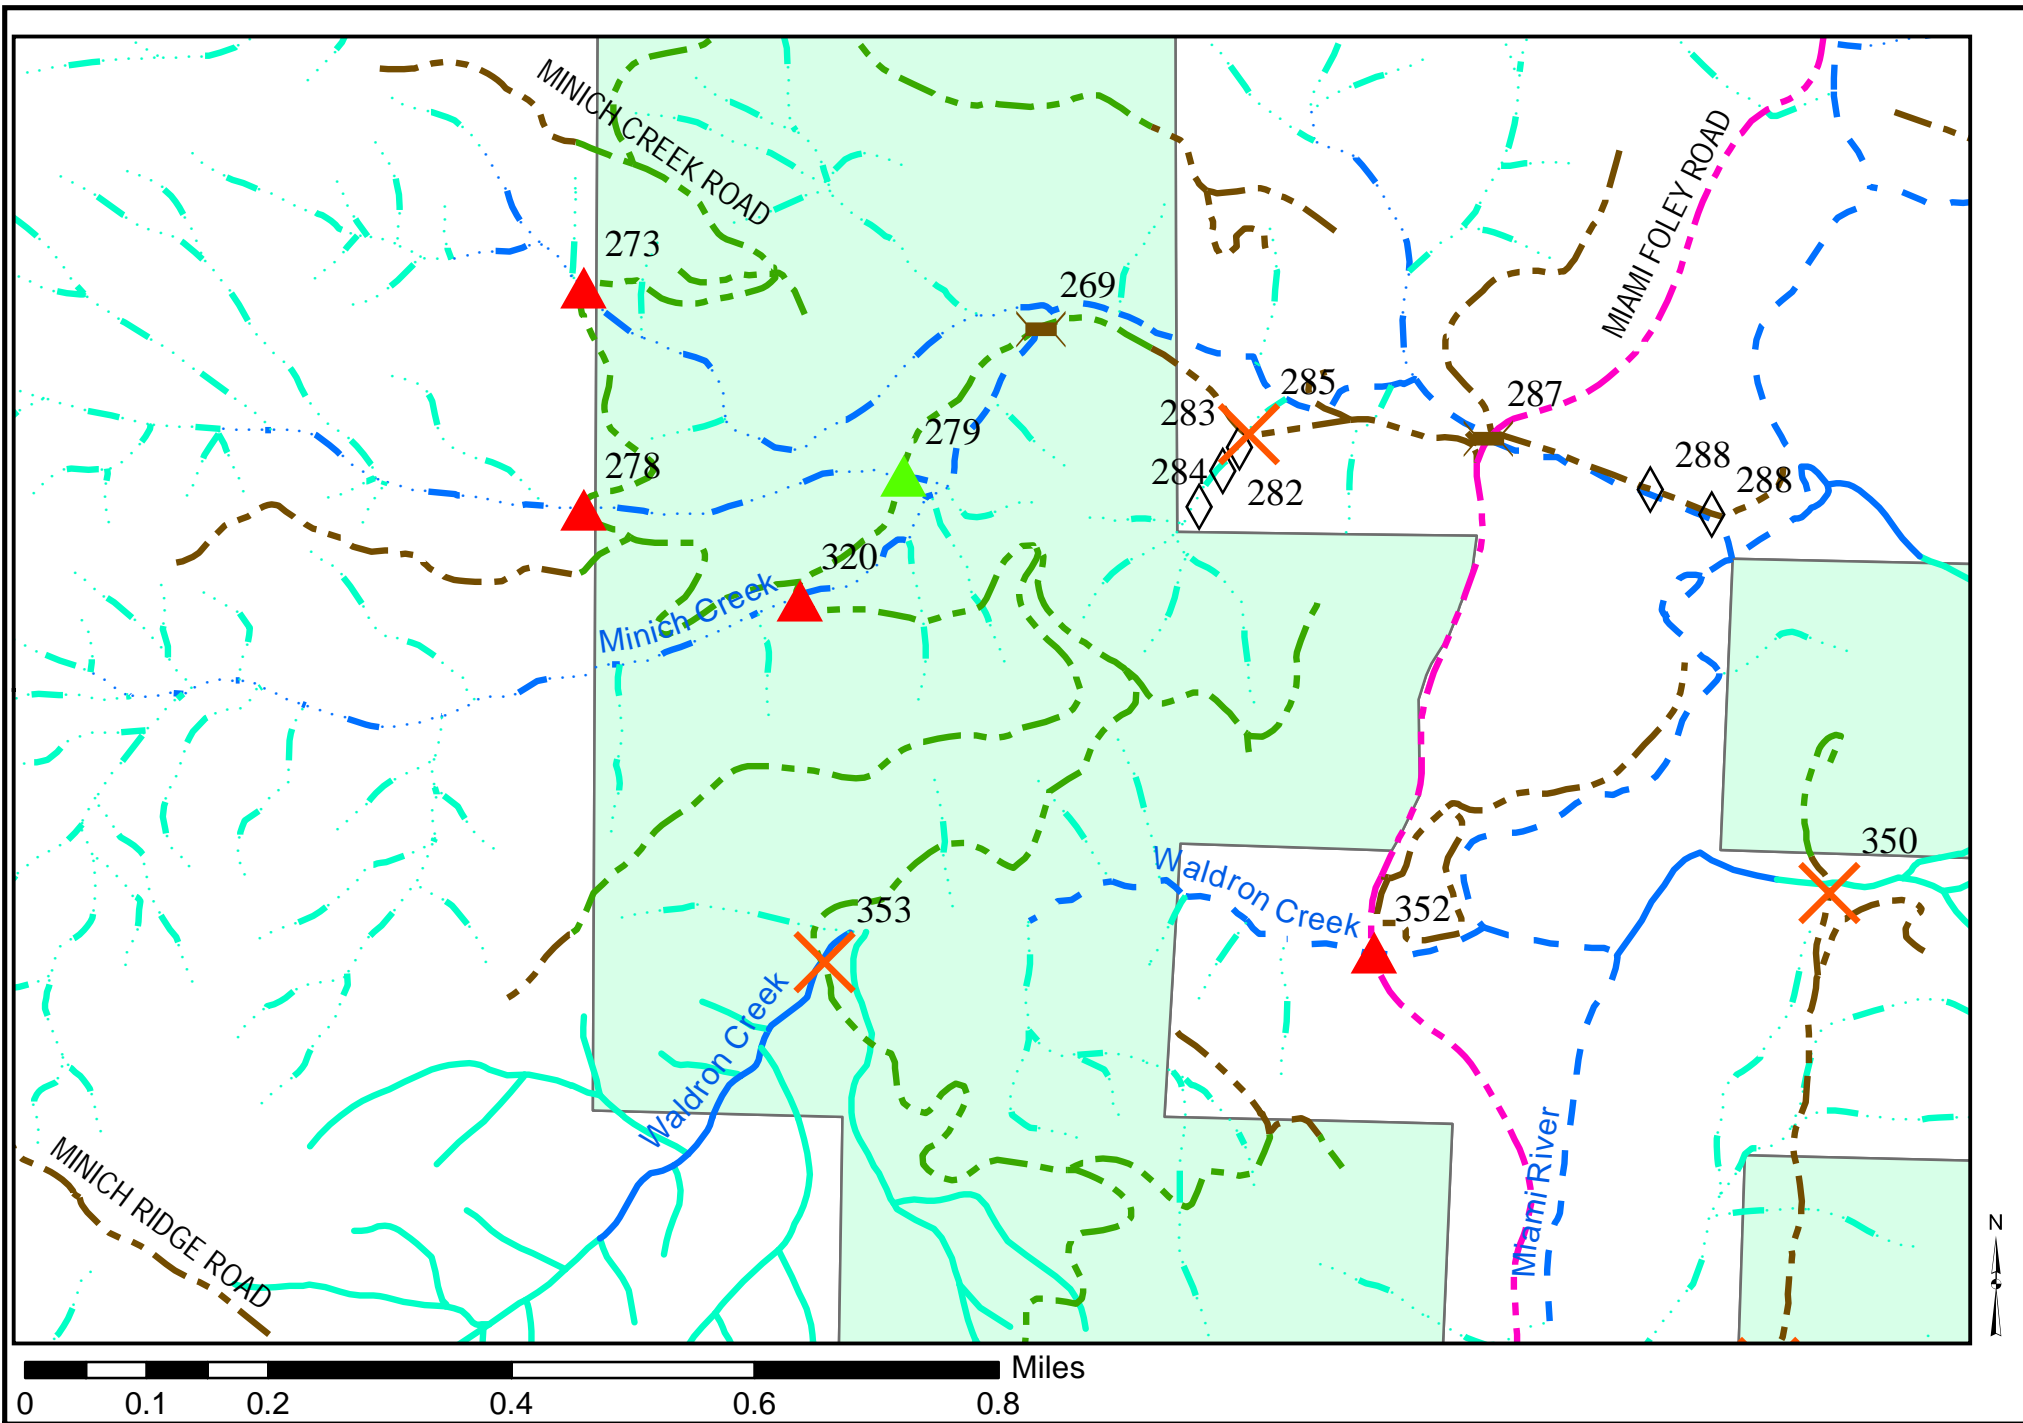 MINICH CREEK ROAD
MIAMI FOLEY ROAD
273
269
285
287
283
279
278
288
288
284
282
320
Minich Creek
350
Waldron Creek
352
353
Waldron Creek
Miami River
MINICH RIDGE ROAD
N
Miles
0 0.1 0.2 0.4 0.6 0.8